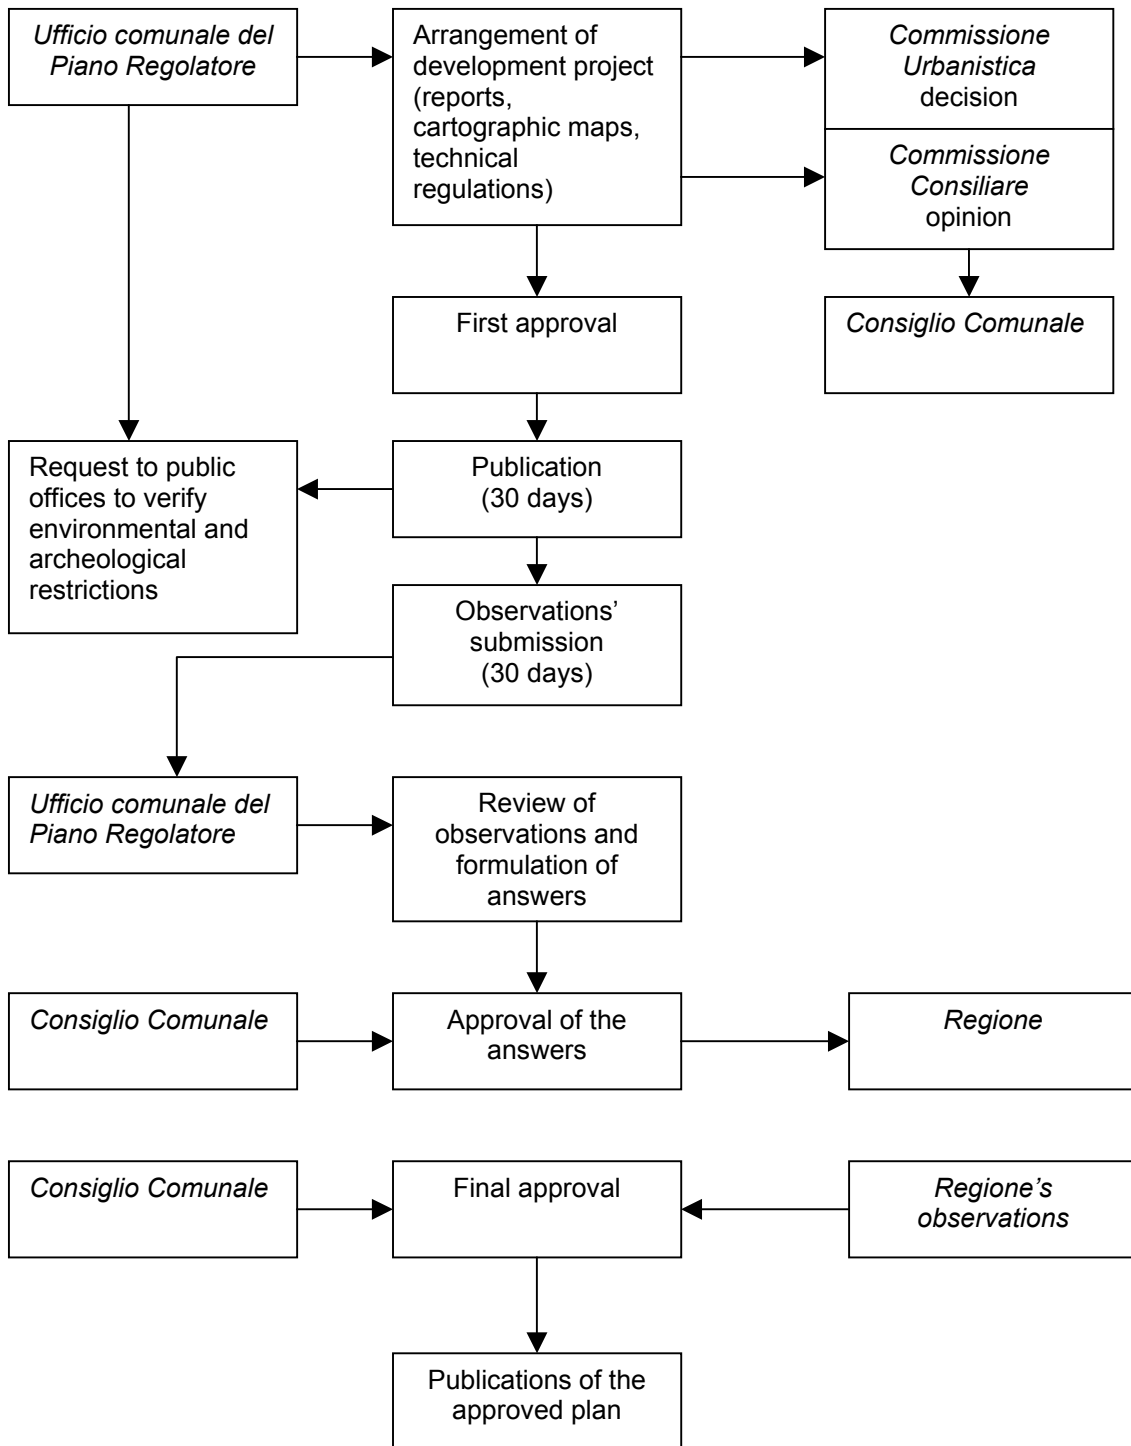 Ufficio comunale del
Piano Regolatore
Arrangement of
development project
(reports,
cartographic maps,
technical
regulations)
Commissione
Urbanistica
decision
Commissione
Consiliare
opinion
First approval
Consiglio Comunale
Request to public
offices to verify
environmental and
archeological
restrictions
Publication
(30 days)
Observations’
submission
(30 days)
Ufficio comunale del
Piano Regolatore
Review of
observations and
formulation of
answers
Consiglio Comunale
Approval of the
answers
Regione
Consiglio Comunale
Final approval
Regione’s
observations
Publications of the
approved plan